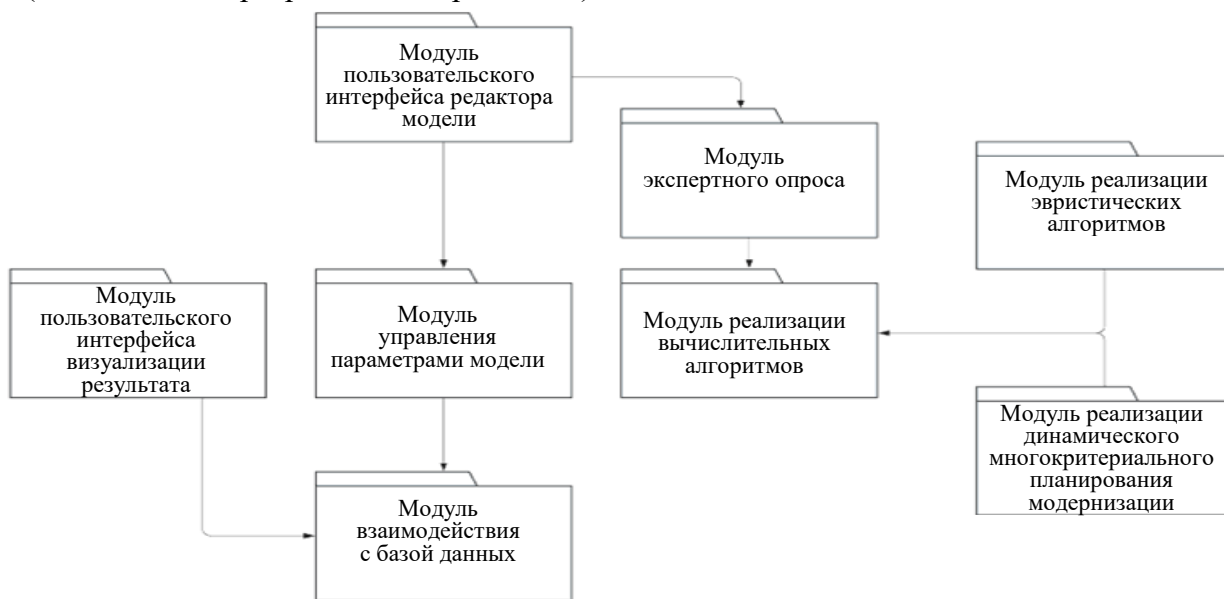 Модуль
пользовательского
интерфейса редактора
модели
Модуль
экспертного опроса
Модуль реализации
эвристических
алгоритмов
Модуль
пользовательского
интерфейса
визуализации
результата
Модуль
управления
параметрами модели
Модуль реализации
вычислительных
алгоритмов
Модуль реализации
динамического
многокритериального
планирования
модернизации
Модуль
взаимодействия
с базой данных